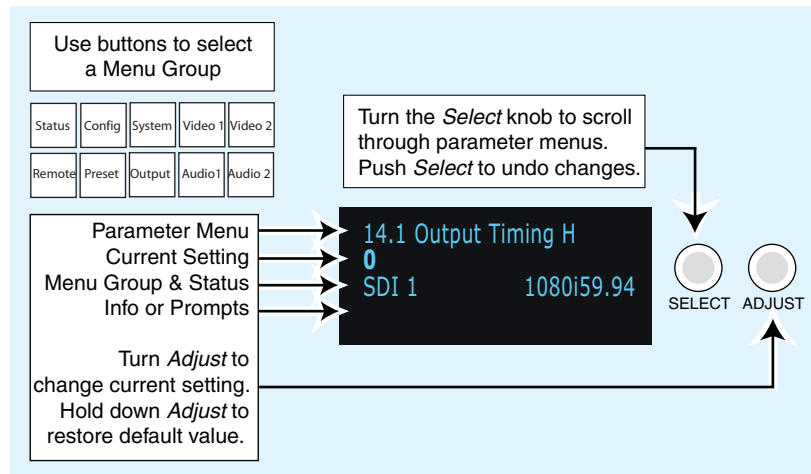 Use buttons to select
a Menu Group
Status Config System Video 1 Video 2
Remote Preset Output Audio1 Audio 2
Turn the Select knob to scroll
through parameter menus.
Push Select to undo changes.
Parameter Menu
Current Setting
Menu Group & Status
Info or Prompts
Turn Adjust to
change current setting.
Hold down Adjust to
restore default value.
14.1 Output Timing H
0
SDI 1 1080i59.94
SELECT ADJUST